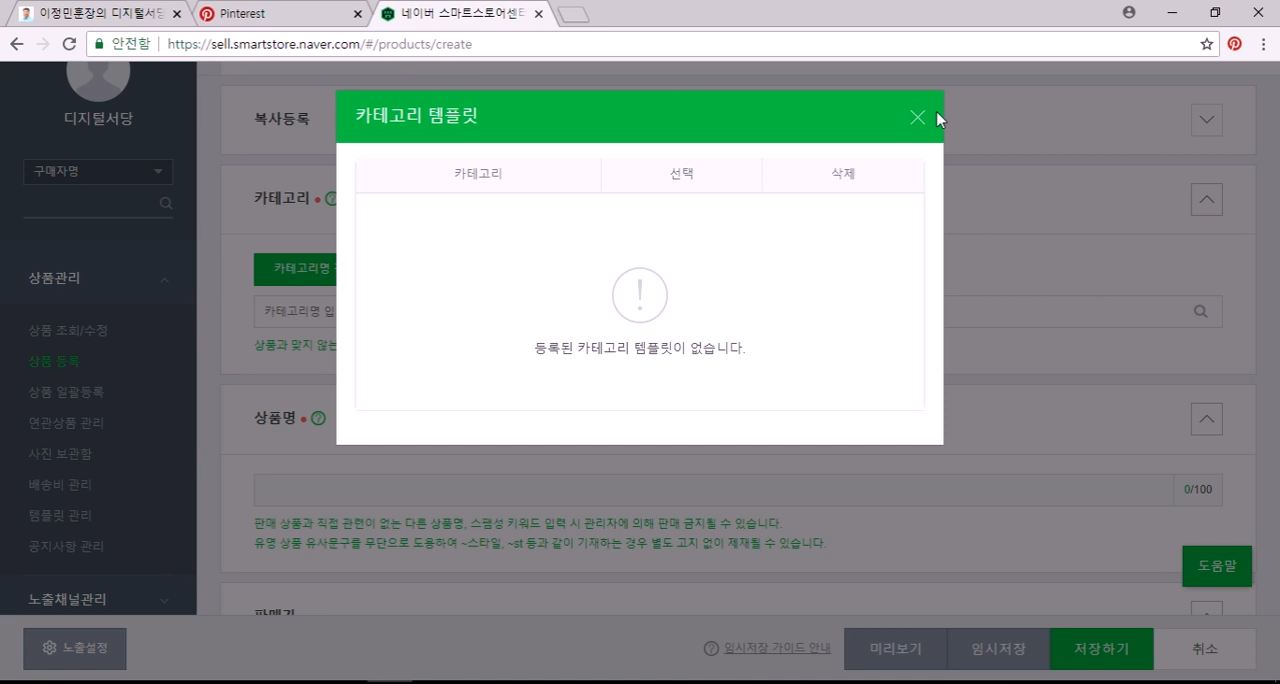 이정민훈장의 디지털서당
Pinterest
네이버 스마트스토어센터
안전함
https://sell.smartstore.naver.com/#/products/create
디지털서당
구매자명
상품관리
상품 조회/수정
상품 등록
상품 일괄등록
연관상품 관리
사진 보관함
배송비 관리
템플릿 관리
공지사항 관리
노출채널관리
복사등록
카테고리
카테고리명
카테고리명 입
상품과 맞지 않는
카테고리 템플릿
카테고리
선택
삭제
등록된 카테고리 템플릿이 없습니다.
상품명
0/100
판매 상품과 직접 관련이 없는 다른 상품명, 스팸성 키워드 입력 시 관리자에 의해 판매 금지될 수 있습니다.
유명 상품 유사문구를 무단으로 도용하여 ~스타일, ~st 등과 같이 기재하는 경우 별도 고지 없이 제재될 수 있습니다.
도움말
판매가
노출설정
임시저장 가이드 안내
미리보기
임시저장
저장하기
취소